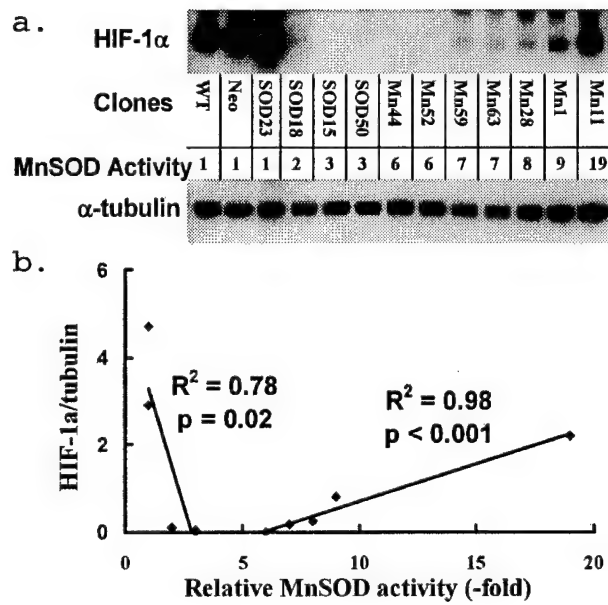 a.
HIF-1α
Clones
WT Neo SOD23 SOD18 SOD15 SOD50 Mn44 Mn52 Mn59 Mn63 Mn28 Mn1 Mn11
MnSOD Activity 1 1 1 2 3 3 6 6 7 7 8 9 19
α-tubulin
b.
HIF-1a/tubulin
6
4
2
0
R² = 0.78
p = 0.02
R² = 0.98
p < 0.001
0 5 10 15 20
Relative MnSOD activity (-fold)